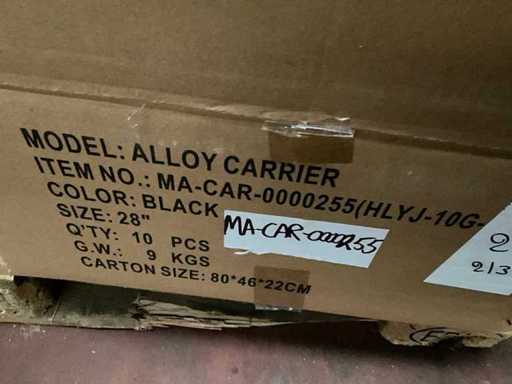 MODEL: ALLOY CARRIER
ITEM NO.: MA-CAR-0000255(HLYJ-10G-
COLOR: BLACK
SIZE: 28"
Q'TY: 10 PCS
G.W.: 9 KGS
CARTON SIZE: 80*46*22CM
MA-CAR-0000255
2
2/3